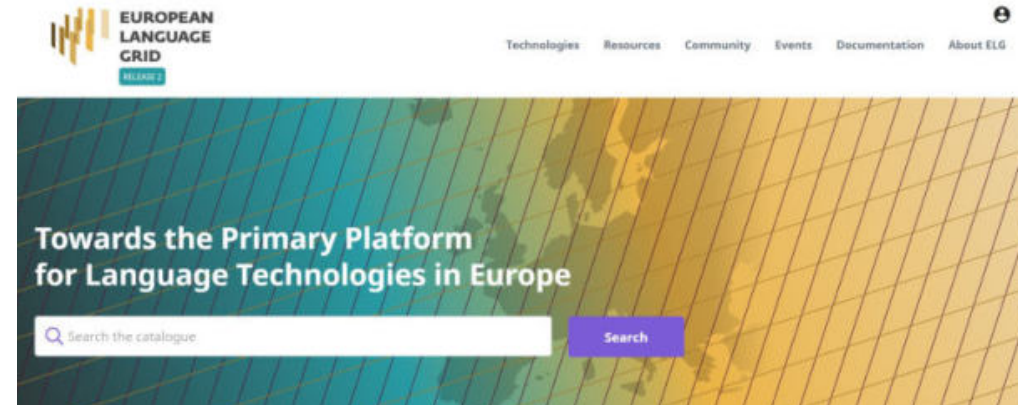 EUROPEAN
LANGUAGE
GRID
RELEASE 2
Technologies Resources Community Events Documentation About ELG
Towards the Primary Platform
for Language Technologies in Europe
Search the catalogue
Search